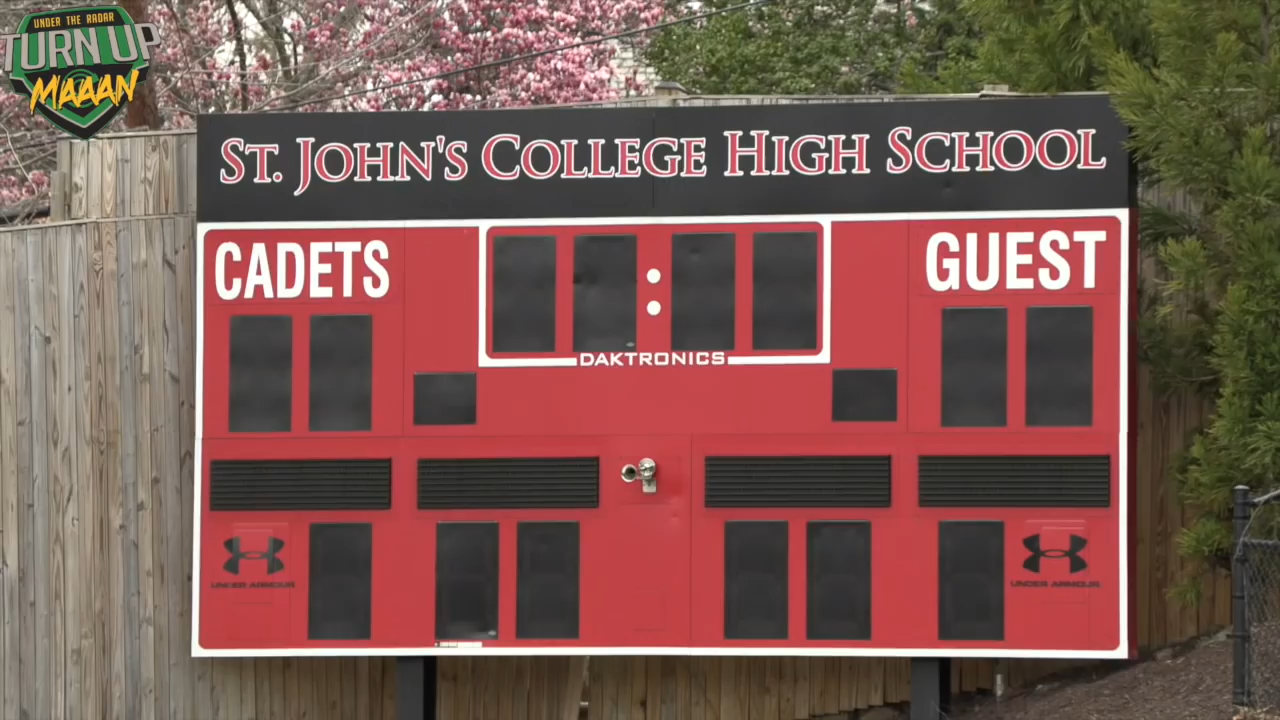 UNDER THE RADAR
TURN UP
MAAAN
ST. JOHN'S COLLEGE HIGH SCHOOL
CADETS
GUEST
DAKTRONICS
UNDER ARMOUR
UNDER ARMOUR